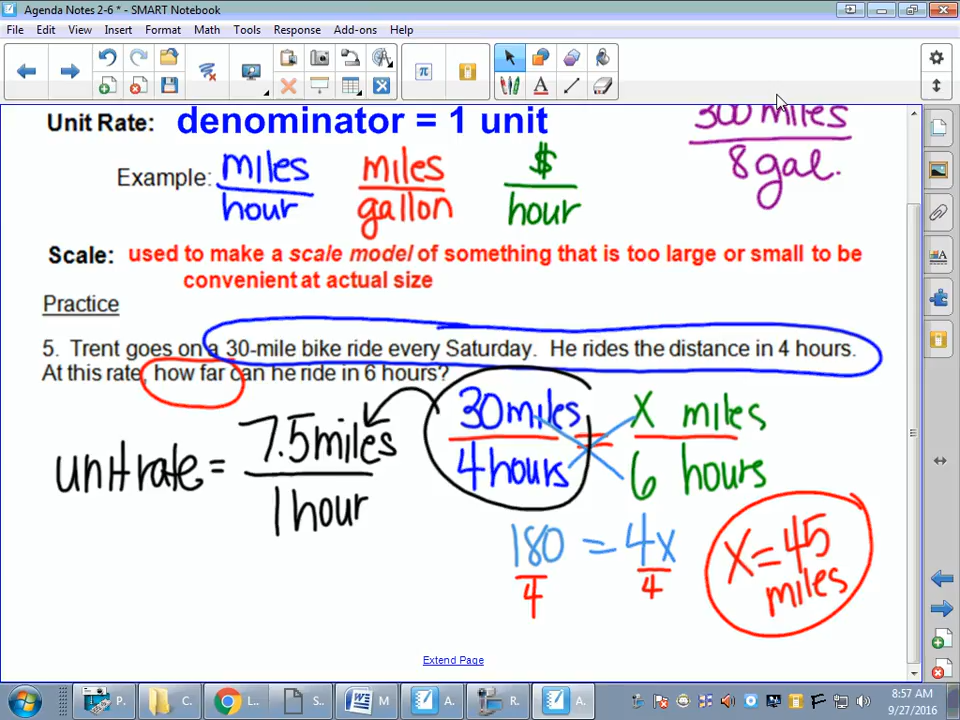 Agenda Notes 2-6 * - SMART Notebook
File Edit View Insert Format Math Tools Response Add-ons Help
Unit Rate: denominator = 1 unit
300 miles
8 gal.
Example: miles
hour
miles
gallon
$
hour
Scale: used to make a scale model of something that is too large or small to be
convenient at actual size
Practice
5. Trent goes on a 30-mile bike ride every Saturday. He rides the distance in 4 hours.
At this rate, how far can he ride in 6 hours?
unit rate = 7.5 miles
1 hour
30 miles
4 hours
=
X miles
6 hours
180 = 4x
4 4
X = 45
miles
Extend Page
P. C. L.. S.. M A. R.. A.
8:57 AM
9/27/2016